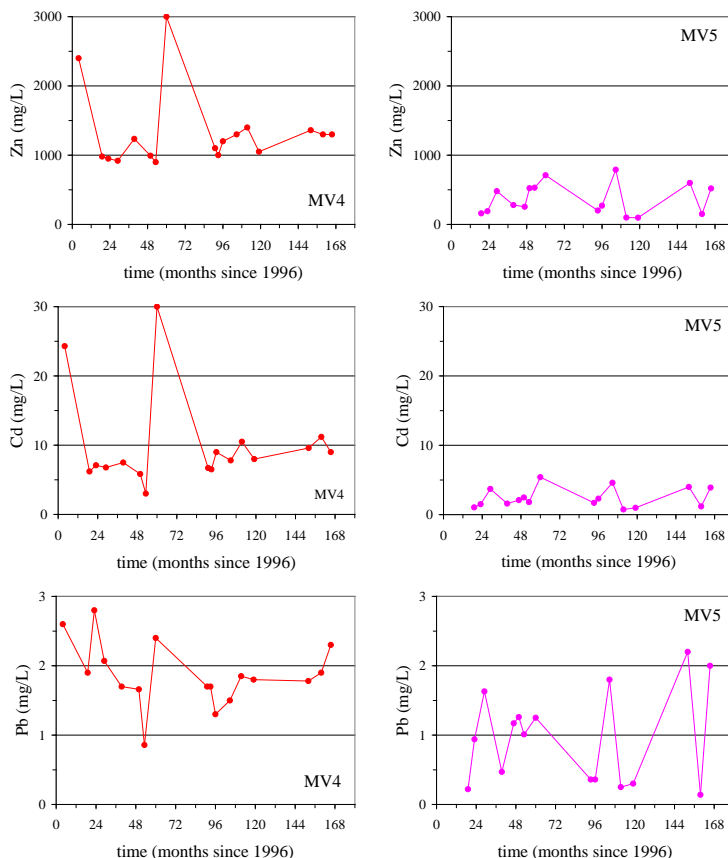 3000
2000
1000
0
Zn (mg/L)
MV4
0 24 48 72 96 120 144 168
time (months since 1996)
3000
2000
1000
0
Zn (mg/L)
MV5
0 24 48 72 96 120 144 168
time (months since 1996)
30
20
10
0
Cd (mg/L)
MV4
0 24 48 72 96 120 144 168
time (months since 1996)
30
20
10
0
Cd (mg/L)
MV5
0 24 48 72 96 120 144 168
time (months since 1996)
3
2
1
0
Pb (mg/L)
MV4
0 24 48 72 96 120 144 168
time (months since 1996)
3
2
1
0
Pb (mg/L)
MV5
0 24 48 72 96 120 144 168
time (months since 1996)